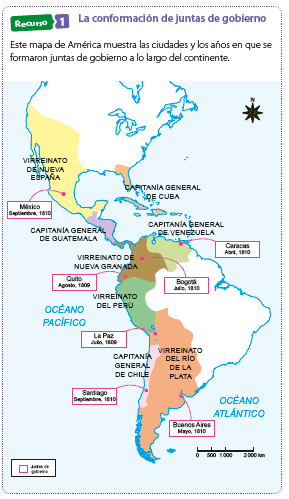 Recurso 1 La conformación de juntas de gobierno
Este mapa de América muestra las ciudades y los años en que se
formaron juntas de gobierno a lo largo del continente.
VIRREINATO
DE NUEVA
ESPAÑA
CAPITANÍA GENERAL
DE CUBA
México
Septiembre, 1810
CAPITANÍA GENERAL
DE GUATEMALA
CAPITANÍA GENERAL
DE VENEZUELA
Caracas
Abril, 1810
VIRREINATO DE
NUEVA GRANADA
Quito
Agosto, 1809
Bogotá
Julio, 1810
VIRREINATO
DEL PERÚ
OCÉANO
PACÍFICO
La Paz
Julio, 1809
CAPITANÍA
GENERAL
DE CHILE
VIRREINATO
DEL RÍO
DE LA
PLATA
Santiago
Septiembre, 1810
OCÉANO
ATLÁNTICO
Buenos Aires
Mayo, 1810
0 500 1 000 2 000 km
Juntas de
gobierno